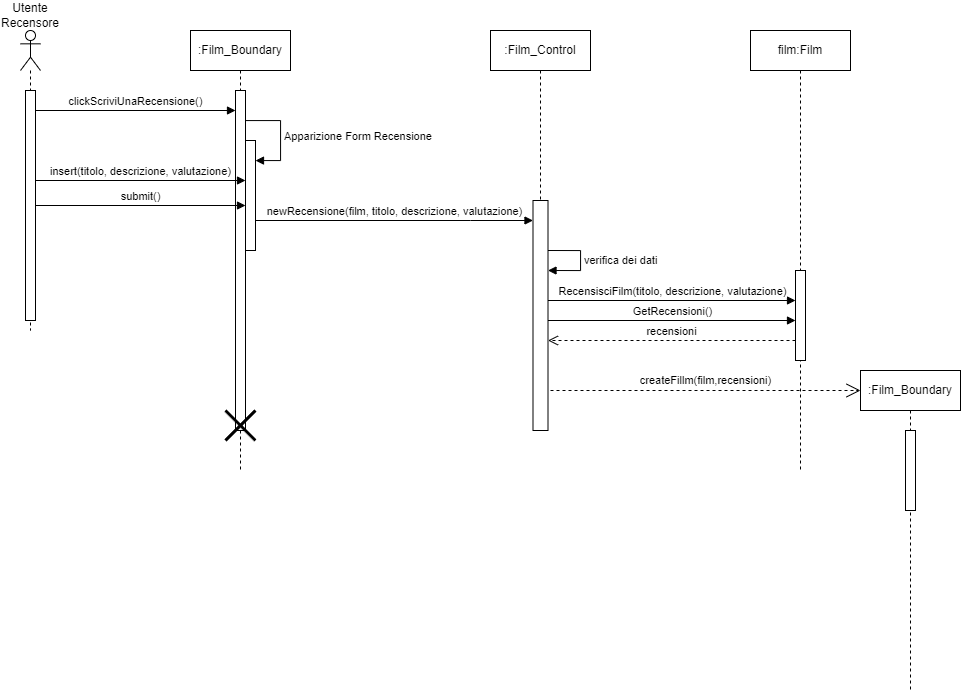 Utente
Recensore
:Film_Boundary
:Film_Control
film:Film
clickScriviUnaRecensione()
Apparizione Form Recensione
insert(titolo, descrizione, valutazione)
submit()
newRecensione(film, titolo, descrizione, valutazione)
verifica dei dati
RecensisciFilm(titolo, descrizione, valutazione)
GetRecensioni()
recensioni
createFillm(film,recensioni)
:Film_Boundary